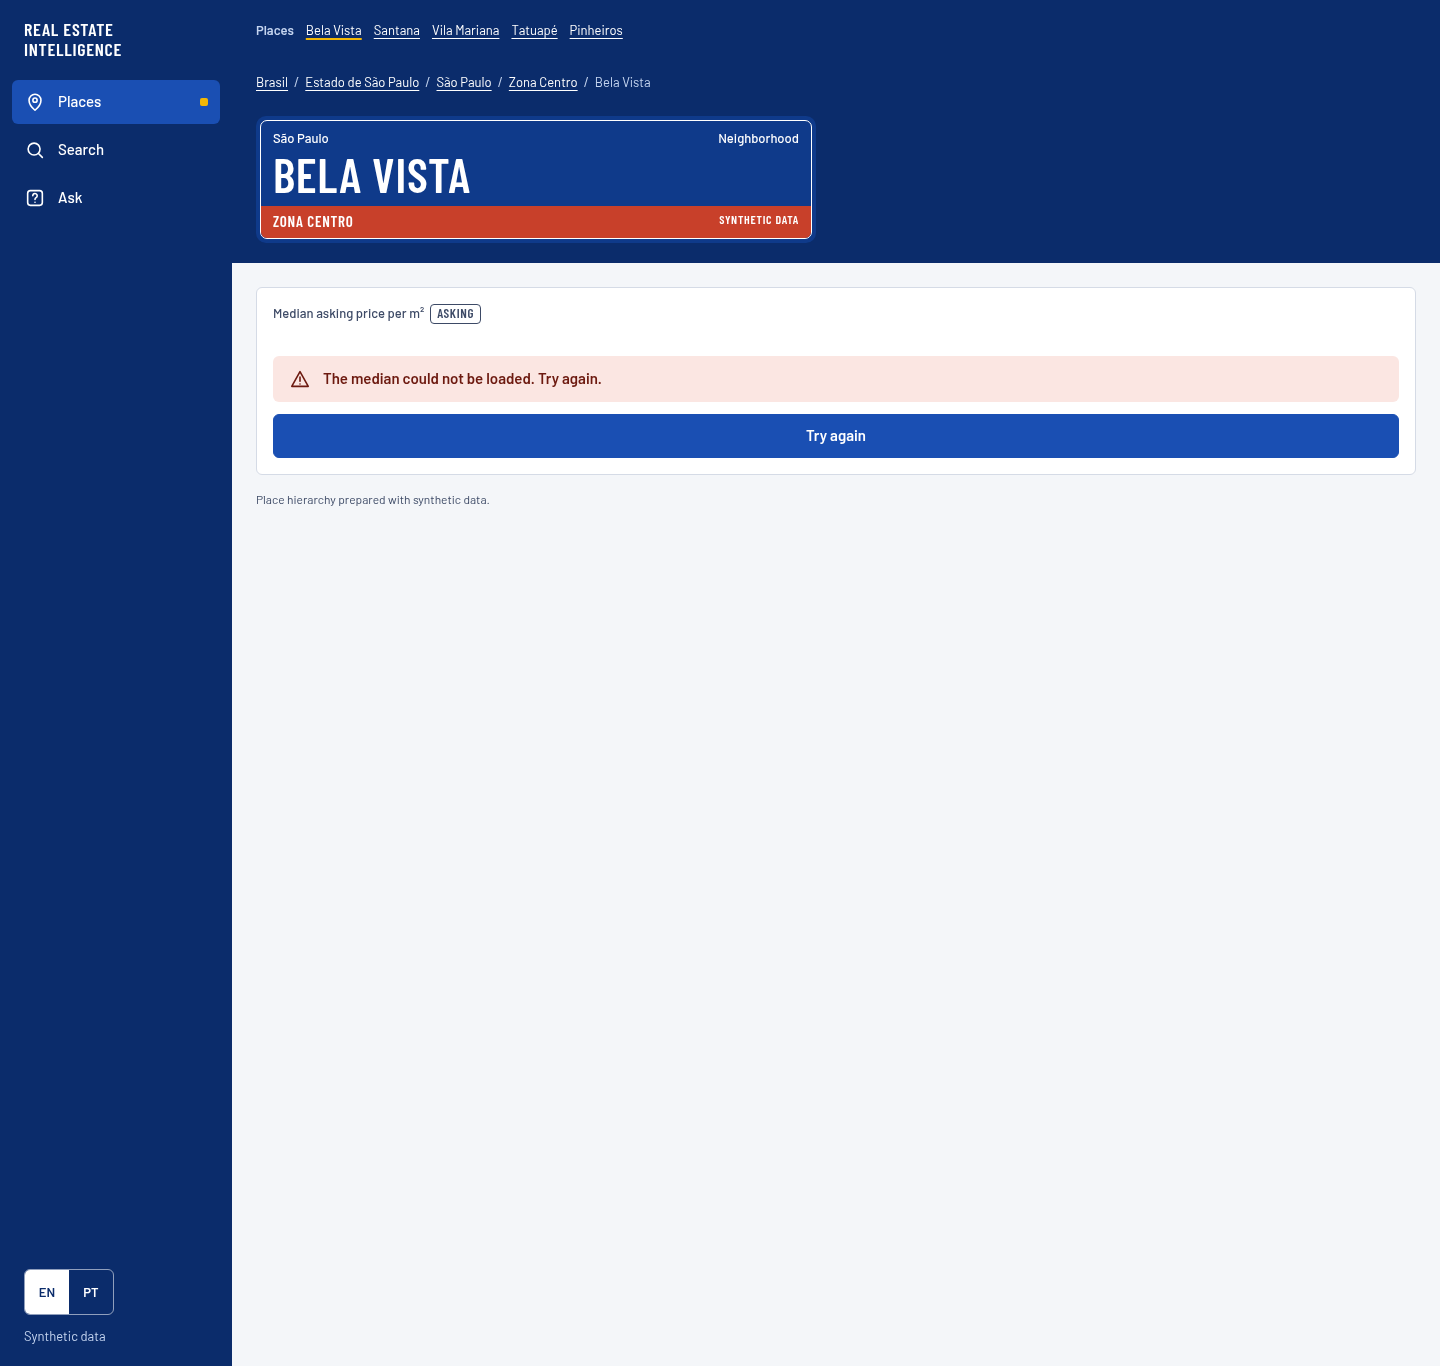 REAL ESTATE
INTELLIGENCE
Places
Search
Ask
EN PT
Synthetic data
Places Bela Vista Santana Vila Mariana Tatuapé Pinheiros
Brasil / Estado de São Paulo / São Paulo / Zona Centro / Bela Vista
São Paulo Neighborhood
BELA VISTA
ZONA CENTRO SYNTHETIC DATA
Median asking price per m² ASKING
The median could not be loaded. Try again.
Try again
Place hierarchy prepared with synthetic data.